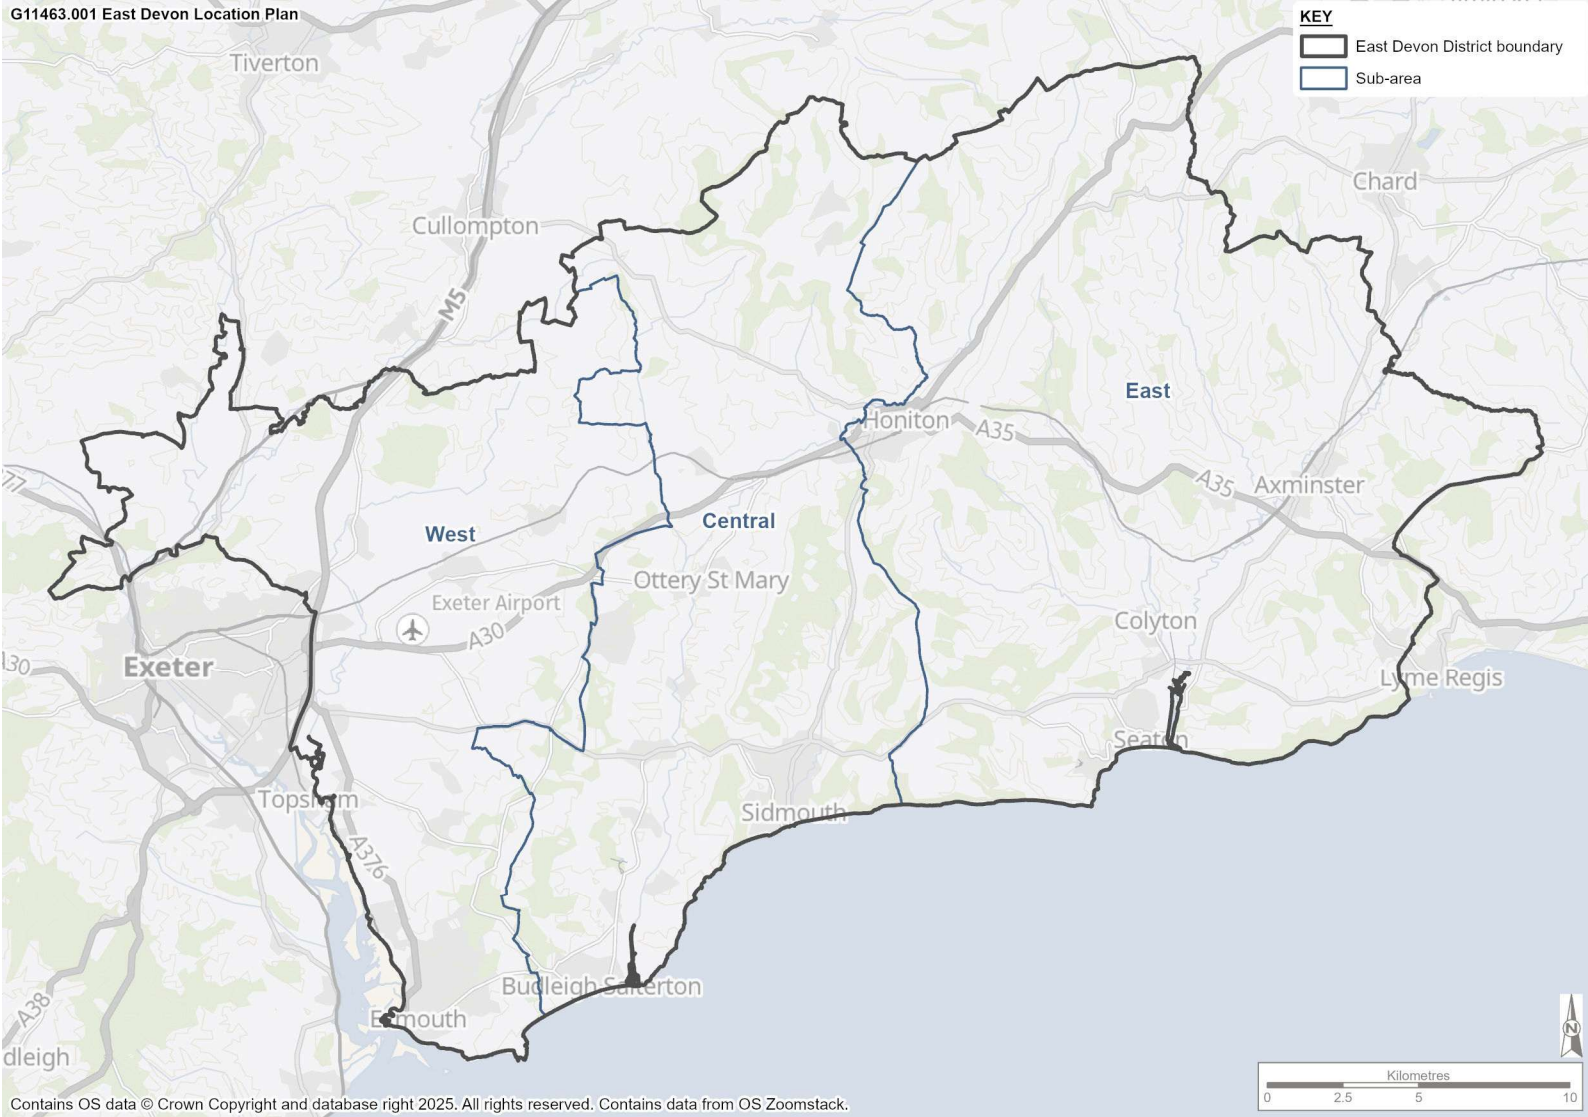 G11463.001 East Devon Location Plan
KEY
East Devon District boundary
Sub-area
Tiverton
Chard
Cullompton
M5
East
Honiton
A35
A35
Axminster
West
Central
Ottery St Mary
Exeter Airport
A30
Colyton
Exeter
A30
Lyme Regis
Seaton
Topsham
Sidmouth
A376
Budleigh Salterton
Exmouth
A38
dleigh
N
Kilometres
0 2.5 5 10
Contains OS data © Crown Copyright and database right 2025. All rights reserved. Contains data from OS Zoomstack.